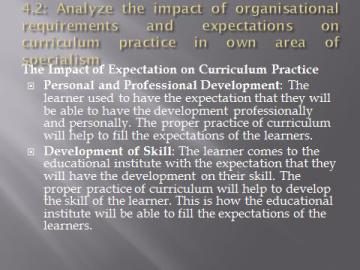 4.2: Analyze the impact of organisational
requirements and expectations on
curriculum practice in own area of
specialism
The Impact of Expectation on Curriculum Practice
Personal and Professional Development: The
learner used to have the expectation that they will
be able to have the development professionally
and personally. The proper practice of curriculum
will help to fill the expectations of the learners.
Development of Skill: The learner comes to the
educational institute with the expectation that they
will have the development on their skill. The
proper practice of curriculum will help to develop
the skill of the learner. This is how the educational
institute will be able to fill the expectations of the
learners.